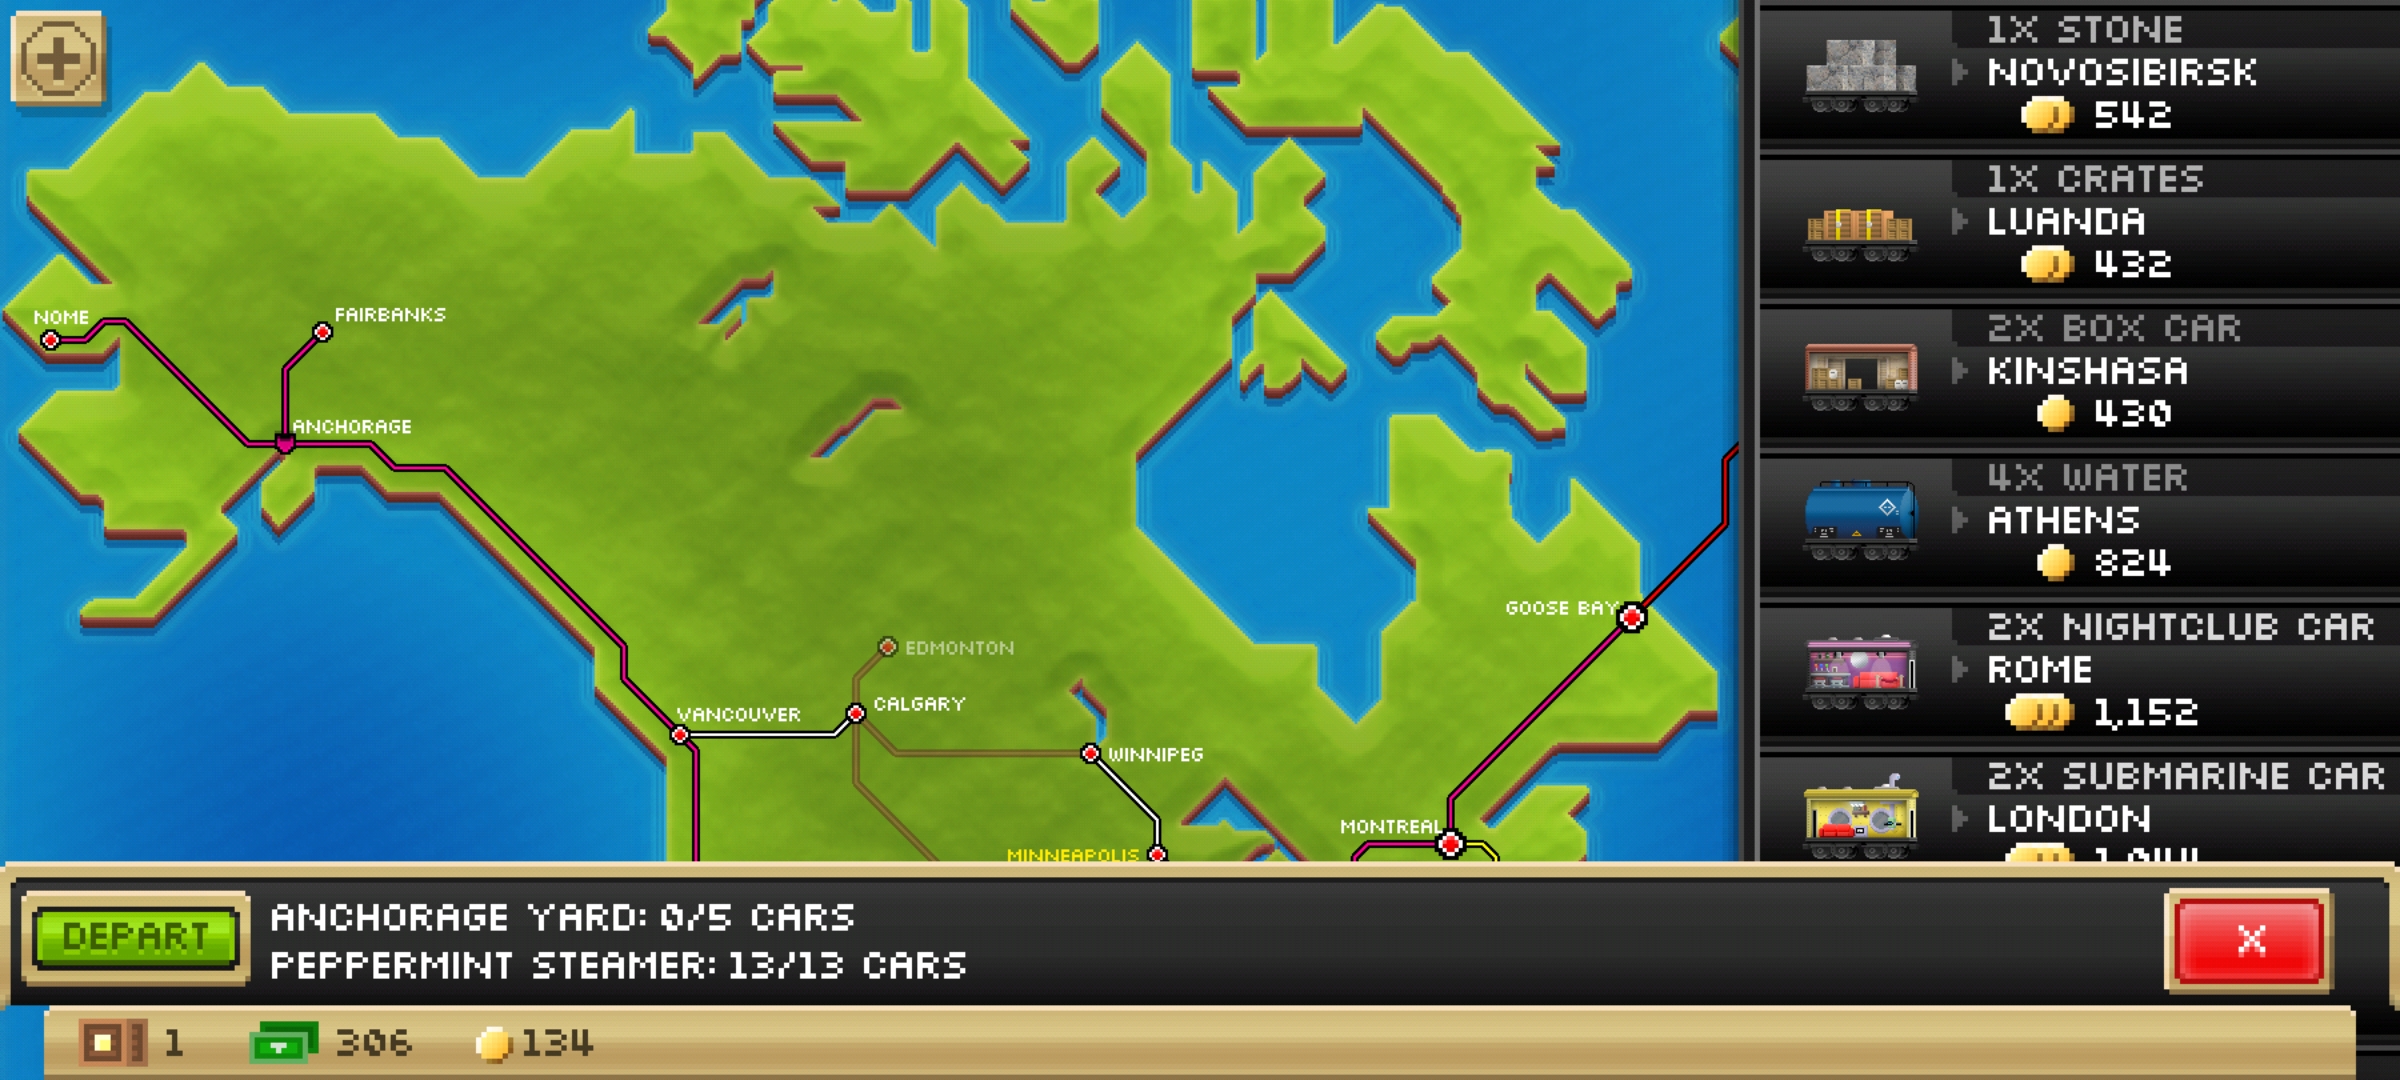 NOME
FAIRBANKS
ANCHORAGE
GOOSE BAY
EDMONTON
CALGARY
VANCOUVER
WINNIPEG
MONTREAL
MINNEAPOLIS
1X STONE
NOVOSIBIRSK
542
1X CRATES
LUANDA
432
2X BOX CAR
KINSHASA
430
4X WATER
ATHENS
824
2X NIGHTCLUB CAR
ROME
1,152
2X SUBMARINE CAR
LONDON
DEPART
ANCHORAGE YARD: 0/5 CARS
PEPPERMINT STEAMER: 13/13 CARS
X
1
306
134